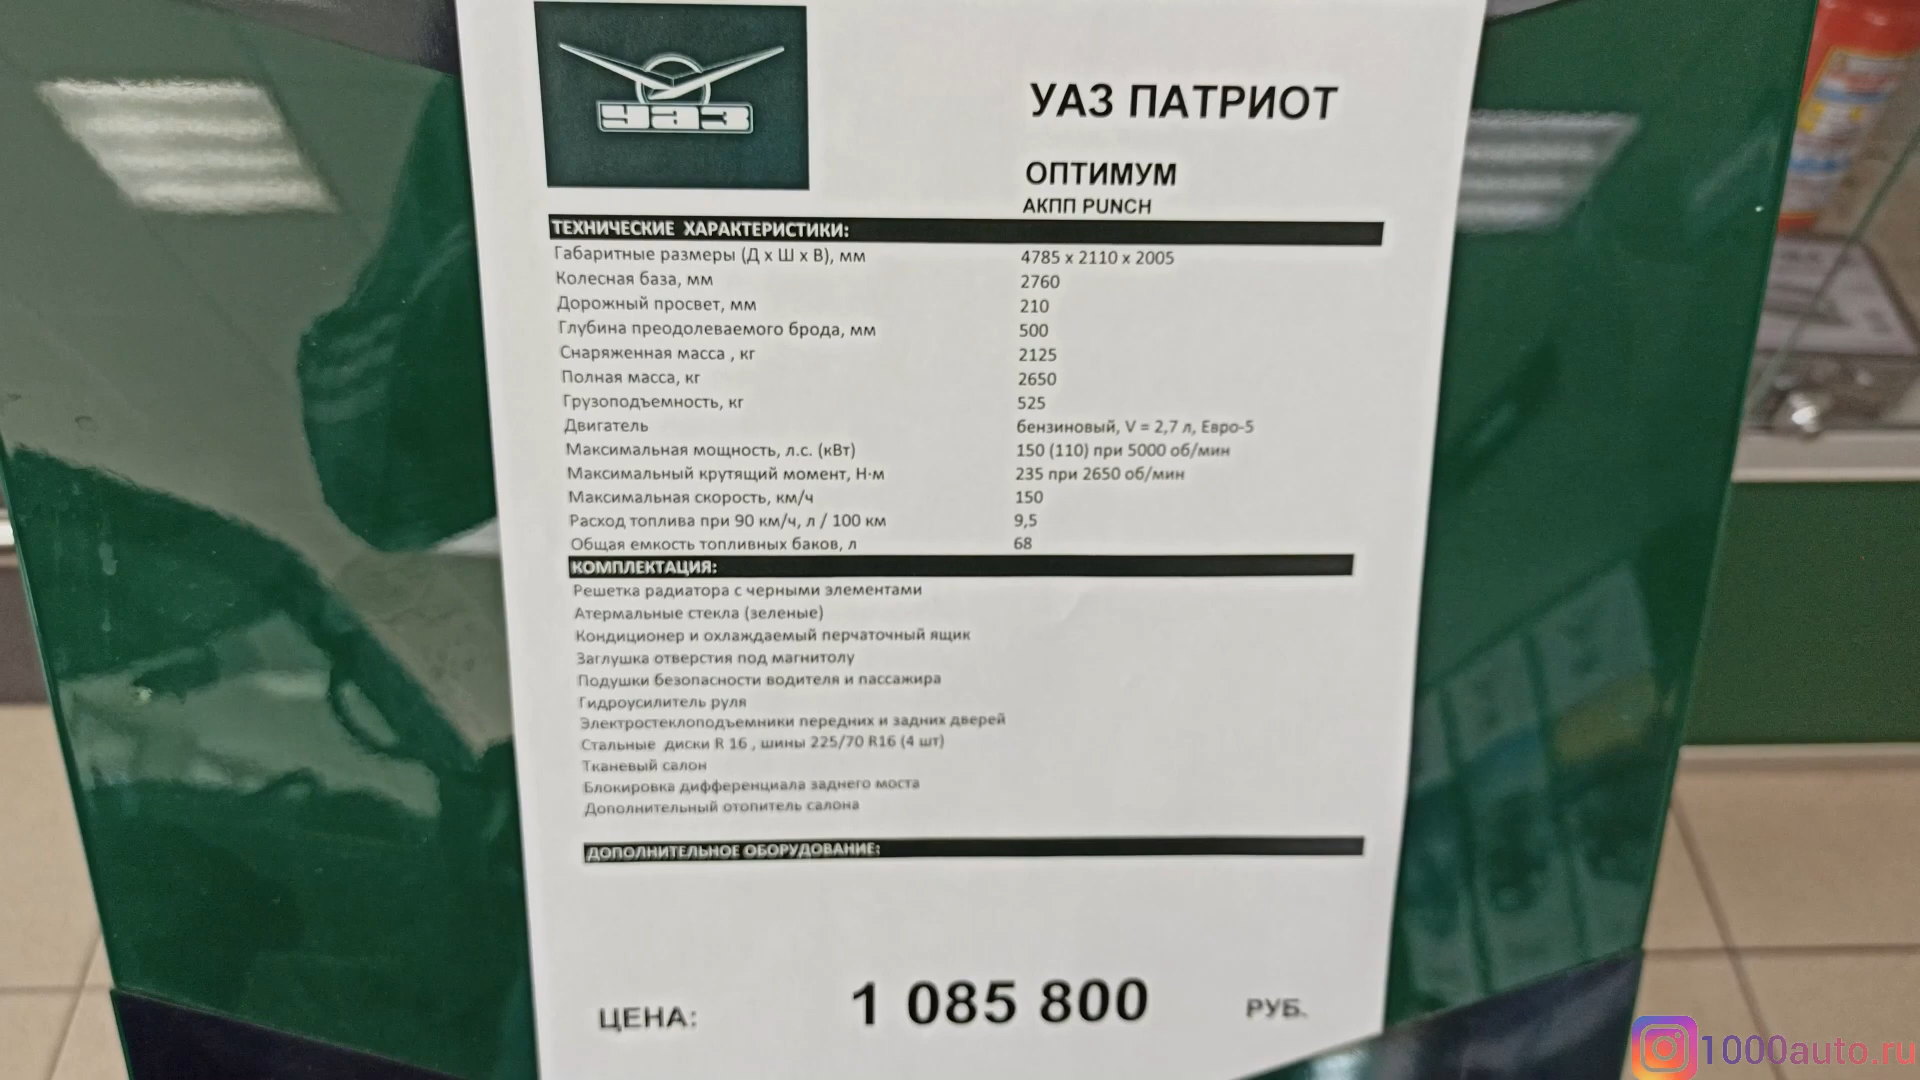 УАЗ
УАЗ ПАТРИОТ
ОПТИМУМ
АКПП PUNCH
ТЕХНИЧЕСКИЕ ХАРАКТЕРИСТИКИ:
Габаритные размеры (Д х Ш х В), мм 4785 х 2110 х 2005
Колесная база, мм 2760
Дорожный просвет, мм 210
Глубина преодолеваемого брода, мм 500
Снаряженная масса , кг 2125
Полная масса, кг 2650
Грузоподъемность, кг 525
Двигатель бензиновый, V = 2,7 л, Евро-5
Максимальная мощность, л.с. (кВт) 150 (110) при 5000 об/мин
Максимальный крутящий момент, Н·м 235 при 2650 об/мин
Максимальная скорость, км/ч 150
Расход топлива при 90 км/ч, л / 100 км 9,5
Общая емкость топливных баков, л 68
КОМПЛЕКТАЦИЯ:
Решетка радиатора с черными элементами
Атермальные стекла (зеленые)
Кондиционер и охлаждаемый перчаточный ящик
Заглушка отверстия под магнитолу
Подушки безопасности водителя и пассажира
Гидроусилитель руля
Электростеклоподъемники передних и задних дверей
Стальные диски R 16 , шины 225/70 R16 (4 шт)
Тканевый салон
Блокировка дифференциала заднего моста
Дополнительный отопитель салона
ДОПОЛНИТЕЛЬНОЕ ОБОРУДОВАНИЕ:
ЦЕНА: 1 085 800 РУБ.
1000auto.ru